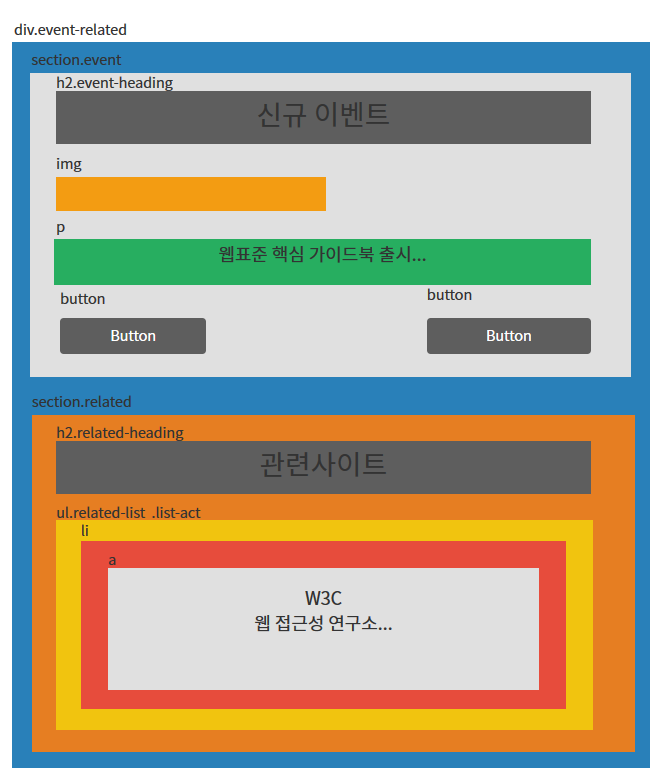 div.event-related
section.event
h2.event-heading
신규 이벤트
img
p
웹표준 핵심 가이드북 출시...
button
button
Button
Button
section.related
h2.related-heading
관련사이트
ul.related-list .list-act
li
a
W3C
웹 접근성 연구소...